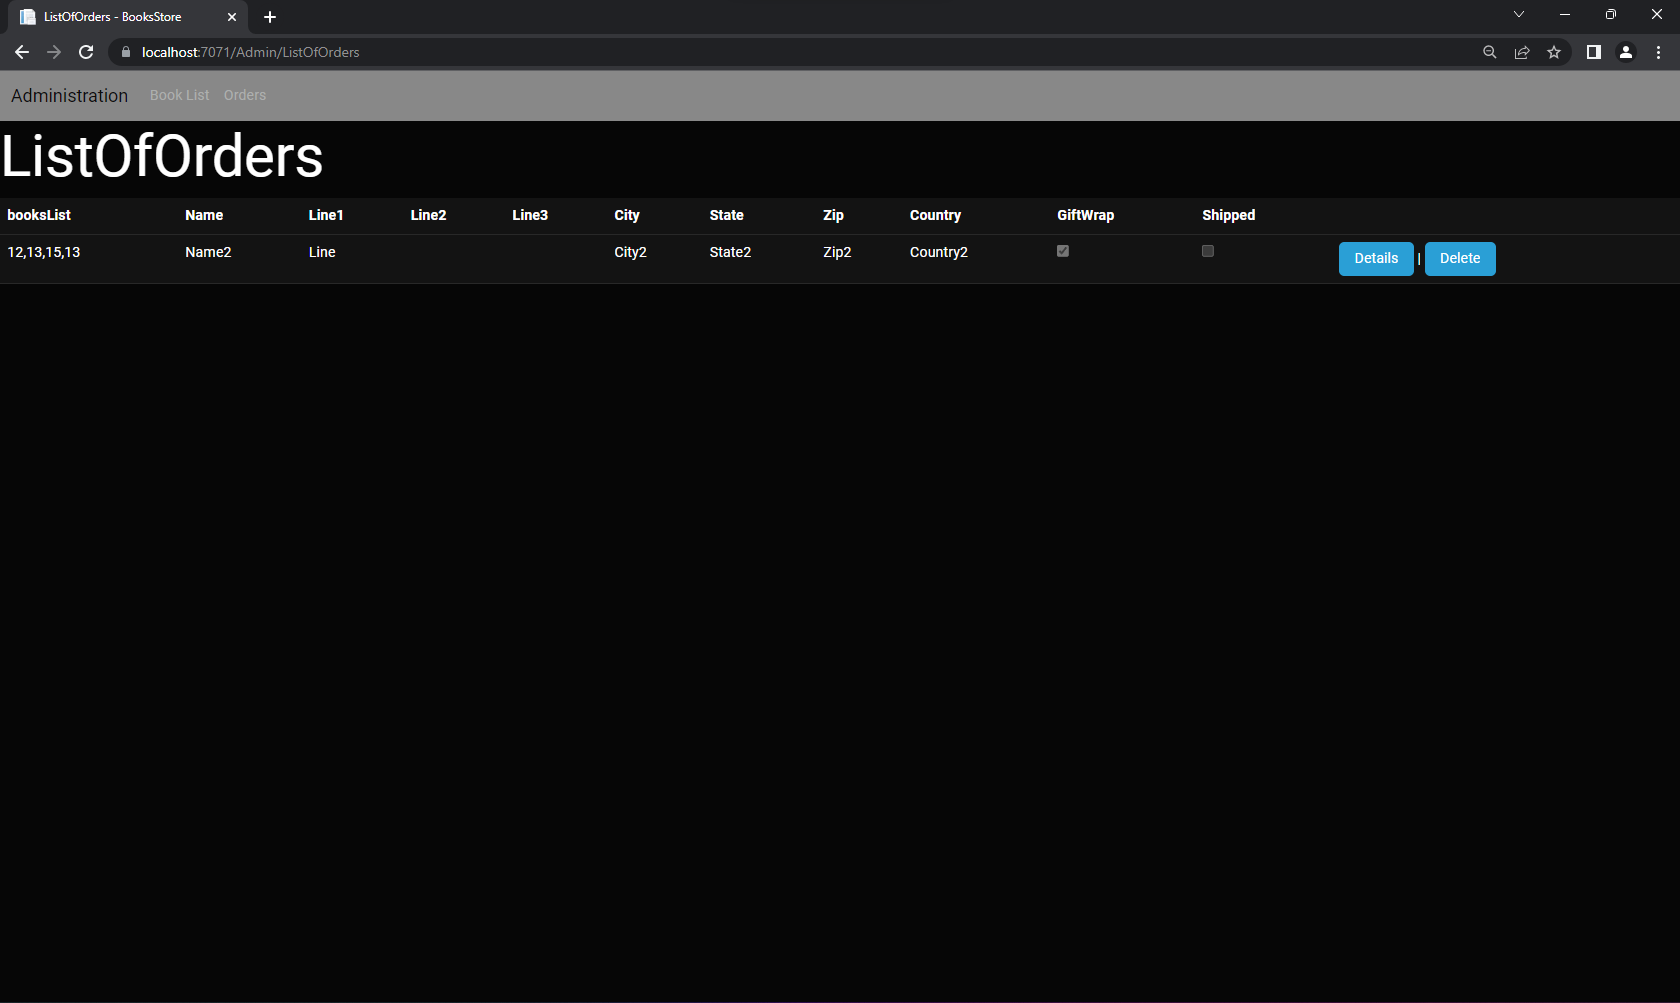 ListOfOrders - BooksStore
localhost:7071/Admin/ListOfOrders
Administration Book List Orders
ListOfOrders
booksList Name Line1 Line2 Line3 City State Zip Country GiftWrap Shipped
12,13,15,13 Name2 Line City2 State2 Zip2 Country2 Details | Delete